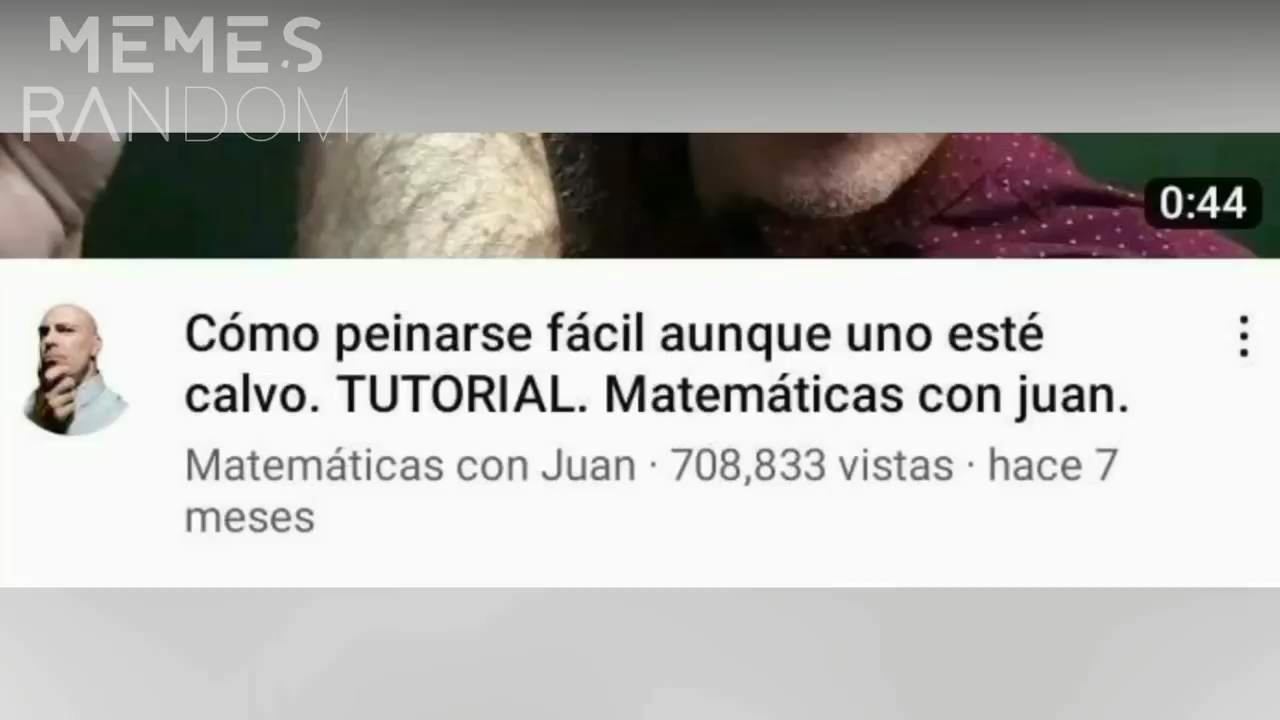 MEMES
RANDOM
0:44
Cómo peinarse fácil aunque uno esté
calvo. TUTORIAL. Matemáticas con juan.
Matemáticas con Juan · 708,833 vistas · hace 7
meses